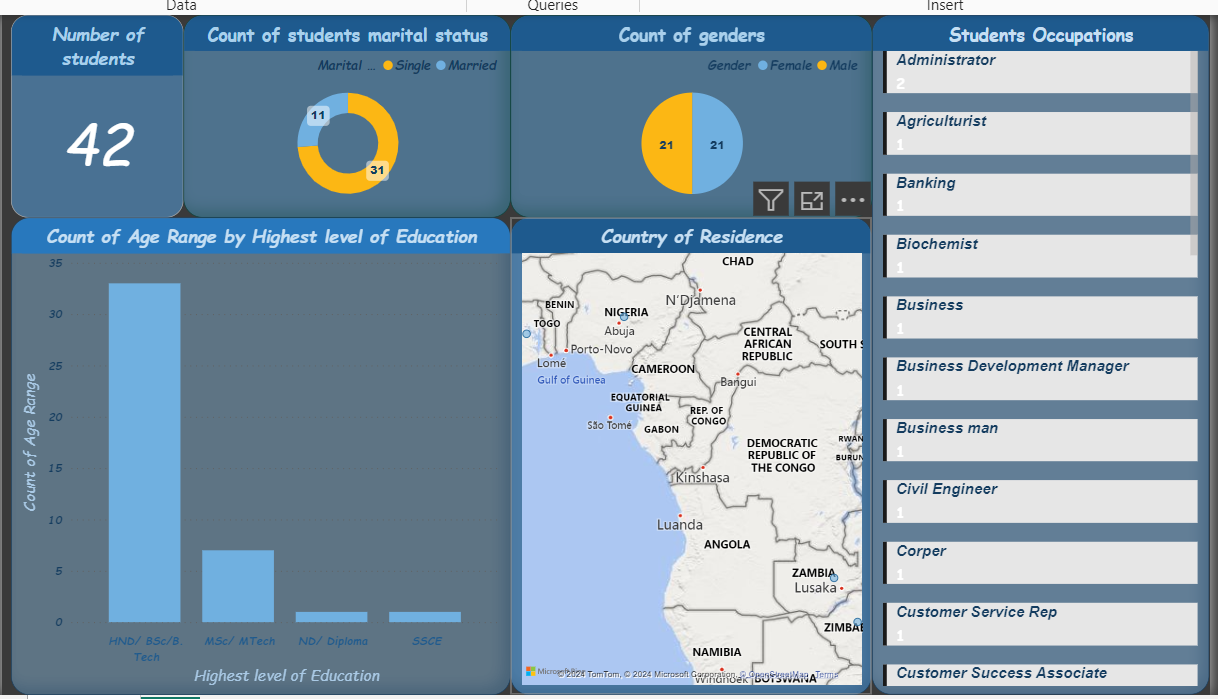 Data
Queries
Insert
Number of
students
42
Count of students marital status
Marital ... Single Married
11
31
Count of genders
Gender Female Male
21
21
Students Occupations
Administrator
2
Agriculturist
1
Banking
1
Biochemist
1
Business
1
Business Development Manager
1
Business man
1
Civil Engineer
1
Corper
1
Customer Service Rep
1
Customer Success Associate
Count of Age Range by Highest level of Education
35
30
25
20
15
10
5
0
Count of Age Range
HND/ BSc/B.
Tech
MSc/ MTech
ND/ Diploma
SSCE
Highest level of Education
Country of Residence
CHAD
N'Djamena
BENIN
NIGERIA
TOGO
Abuja
CENTRAL
AFRICAN
REPUBLIC
SOUTH S
Porto-Novo
Lomé
CAMEROON
Gulf of Guinea
Bangui
EQUATORIAL
GUINEA
REP. OF
CONGO
São Tomé
GABON
DEMOCRATIC
REPUBLIC OF
THE CONGO
RWAN
BURUN
Kinshasa
Luanda
ANGOLA
ZAMBIA
Lusaka
ZIMBA
NAMIBIA
Windhoek
BOTSWANA
© 2024 TomTom, © 2024 Microsoft Corporation, © OpenStreetMap Terms